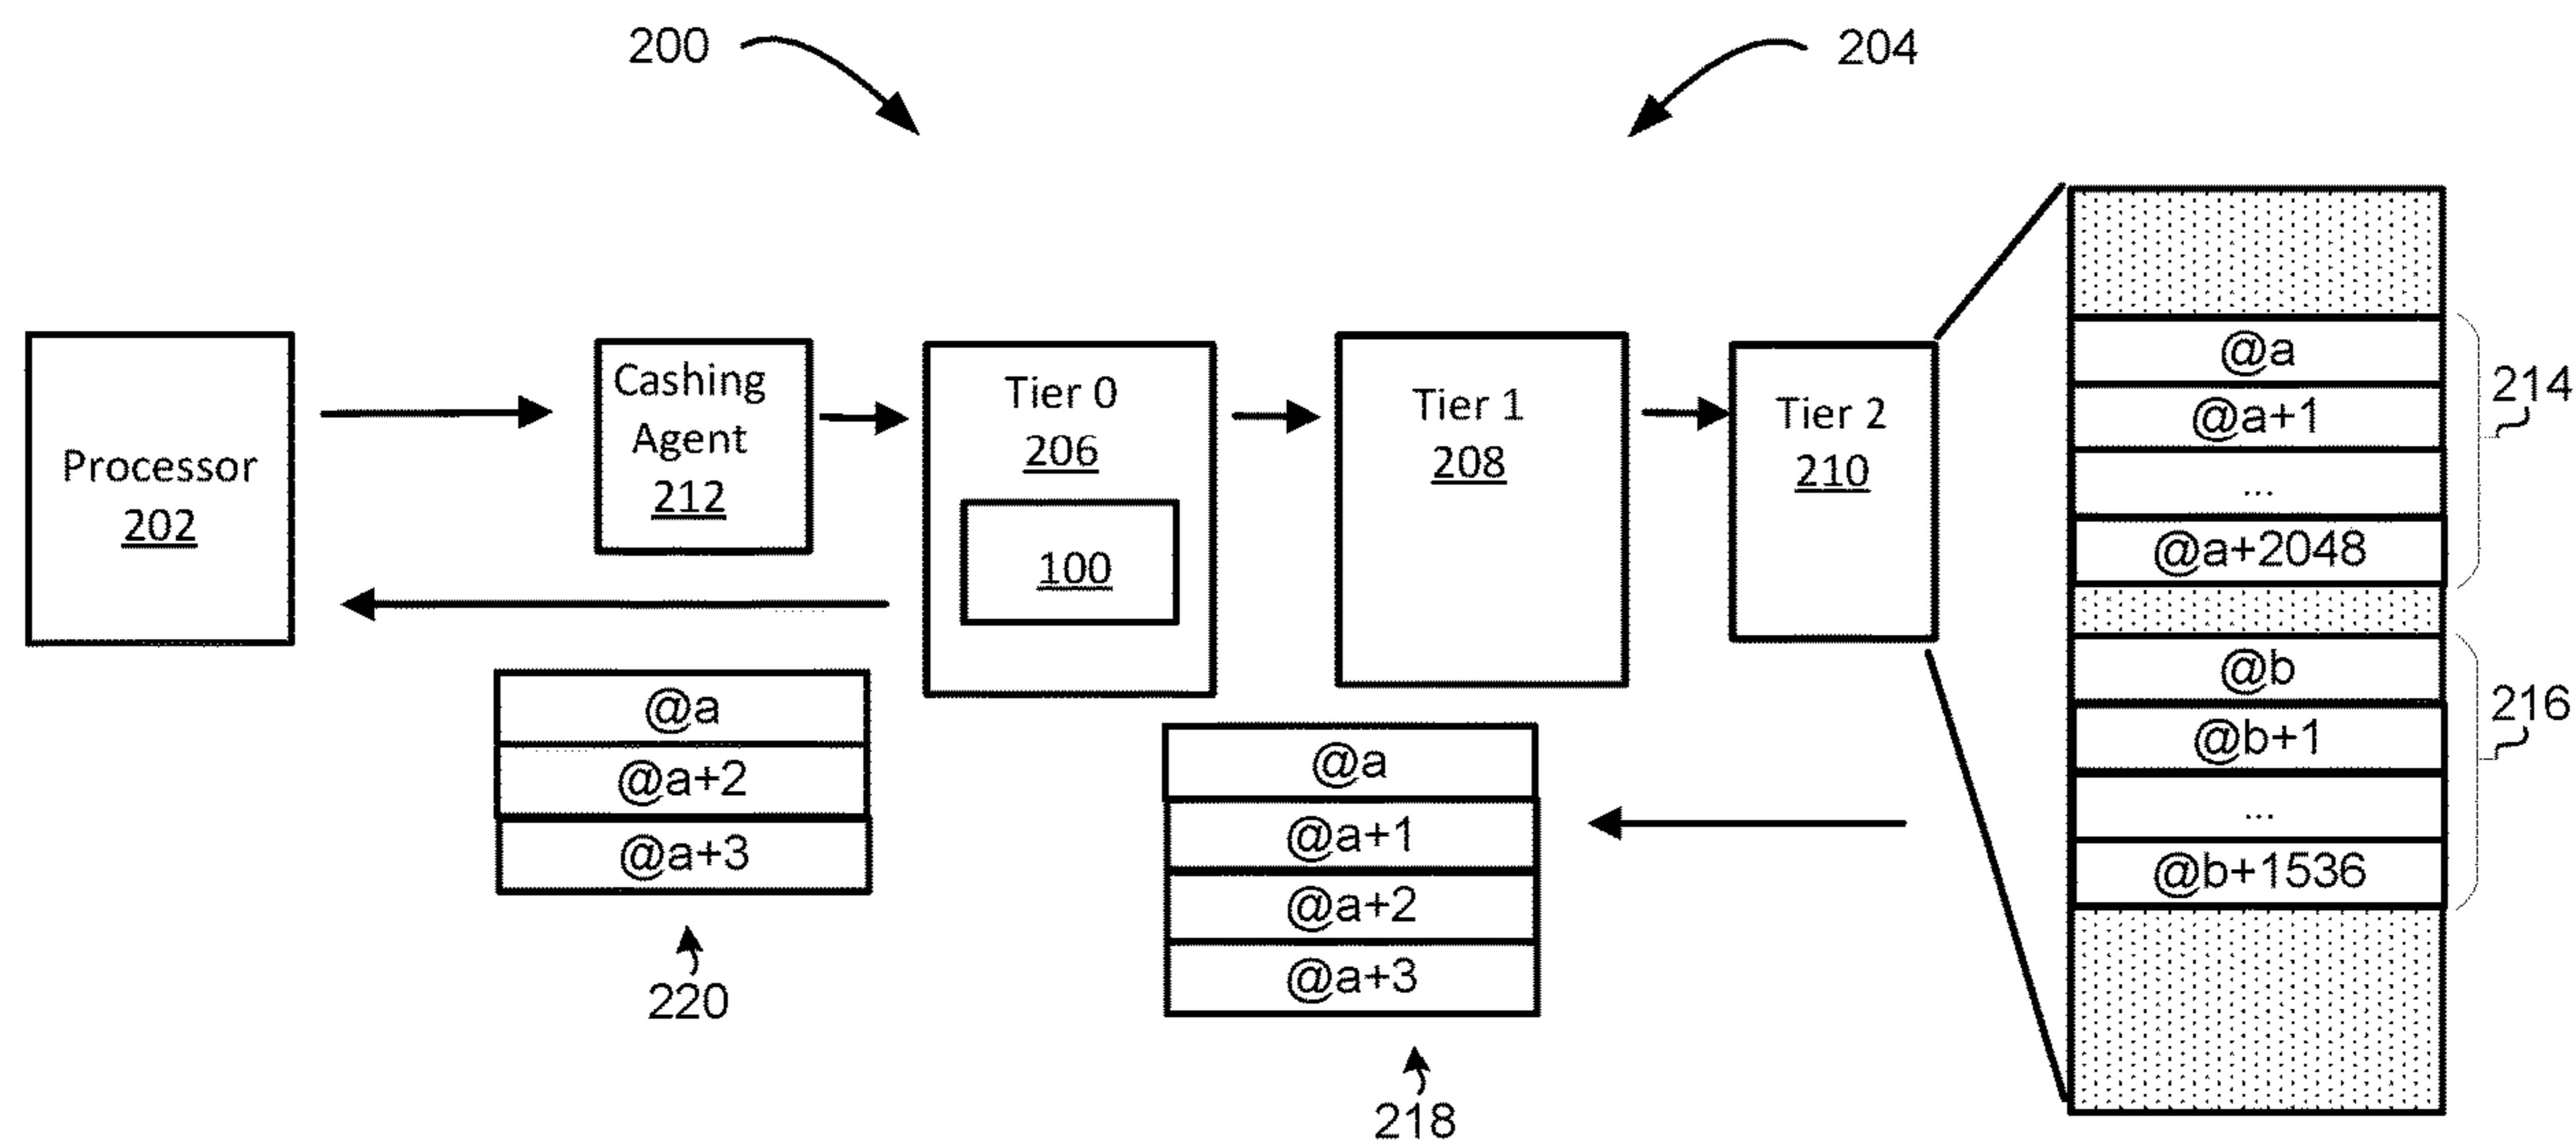 200
204
Processor
202
Cashing
Agent
212
Tier 0
206
100
Tier 1
208
Tier 2
210
@a
@a+1
...
@a+2048
214
@b
@b+1
...
@b+1536
216
@a
@a+2
@a+3
220
@a
@a+1
@a+2
@a+3
218